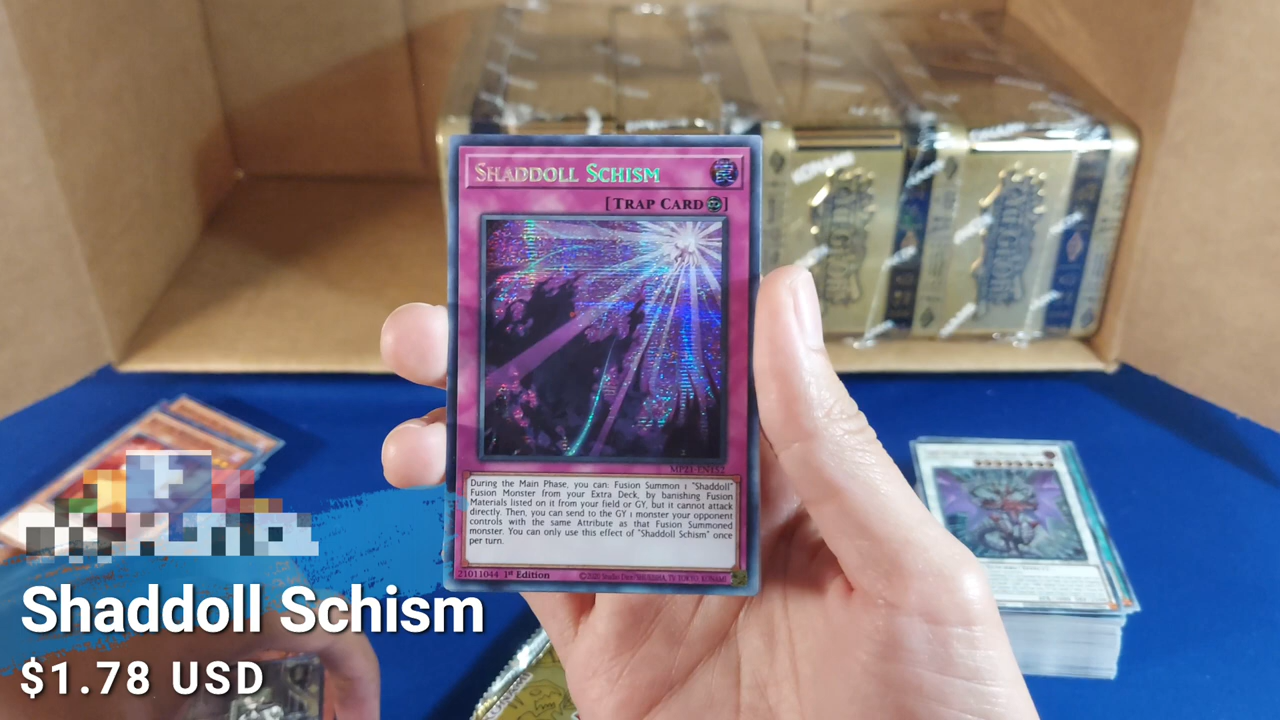 SHADDOLL SCHISM
[TRAP CARD]
MP21-EN152
During the Main Phase, you can: Fusion Summon 1 "Shaddoll"
Fusion Monster from your Extra Deck, by banishing Fusion
Materials listed on it from your field or GY, but it cannot attack
directly. Then, you can send to the GY 1 monster your opponent
controls with the same Attribute as that Fusion Summoned
monster. You can only use this effect of "Shaddoll Schism" once
per turn.
21011044 1st Edition
KONAMI
Shaddoll Schism
$1.78 USD